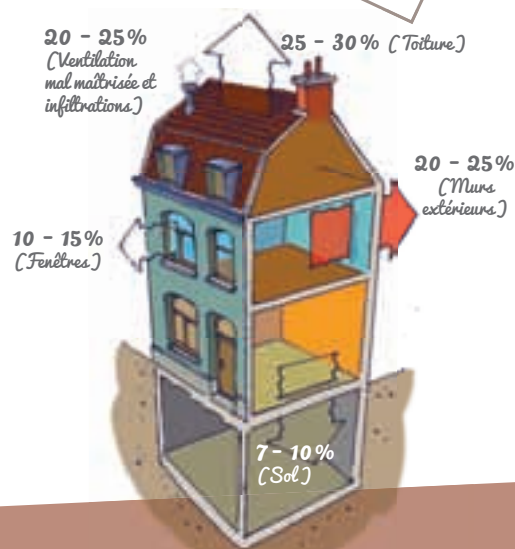 20 - 25%
(Ventilation
mal maîtrisée et
infiltrations)
25 - 30% (Toiture)
20 - 25%
(Murs
extérieurs)
10 - 15%
(Fenêtres)
7 - 10%
(Sol)